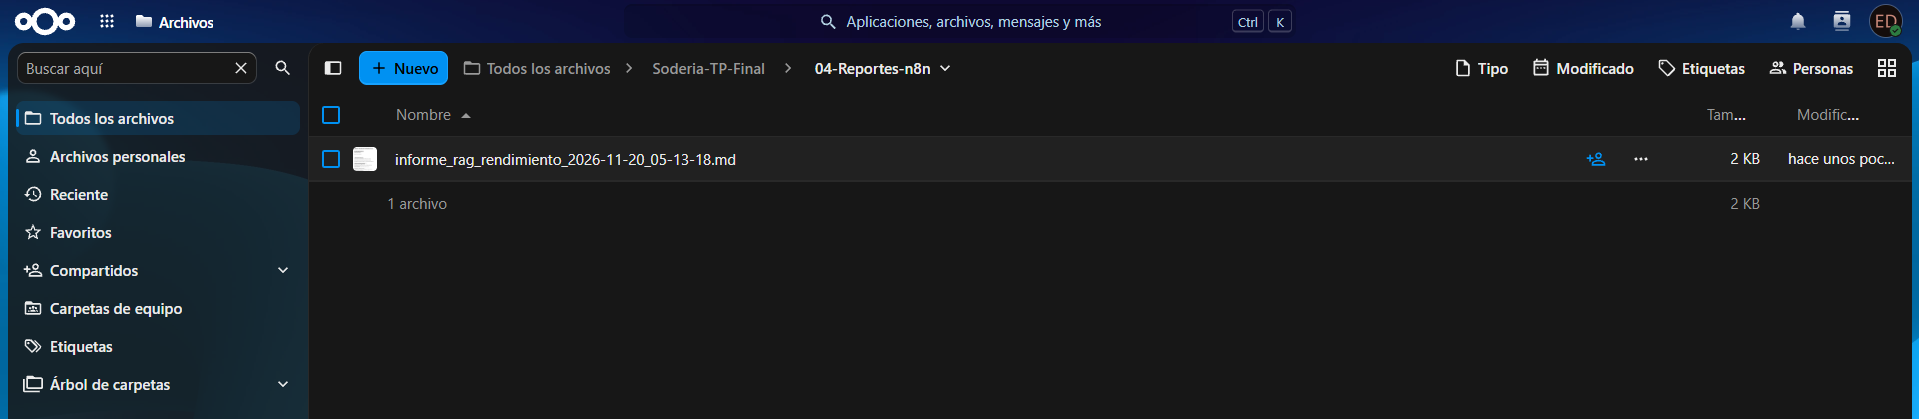 Archivos
Aplicaciones, archivos, mensajes y más
Ctrl K
ED
Buscar aquí
Nuevo
Todos los archivos
Soderia-TP-Final
04-Reportes-n8n
Tipo
Modificado
Etiquetas
Personas
Todos los archivos
Archivos personales
Reciente
Favoritos
Compartidos
Carpetas de equipo
Etiquetas
Árbol de carpetas
Nombre
Tam...
Modific...
informe_rag_rendimiento_2026-11-20_05-13-18.md
2 KB
hace unos poc...
1 archivo
2 KB